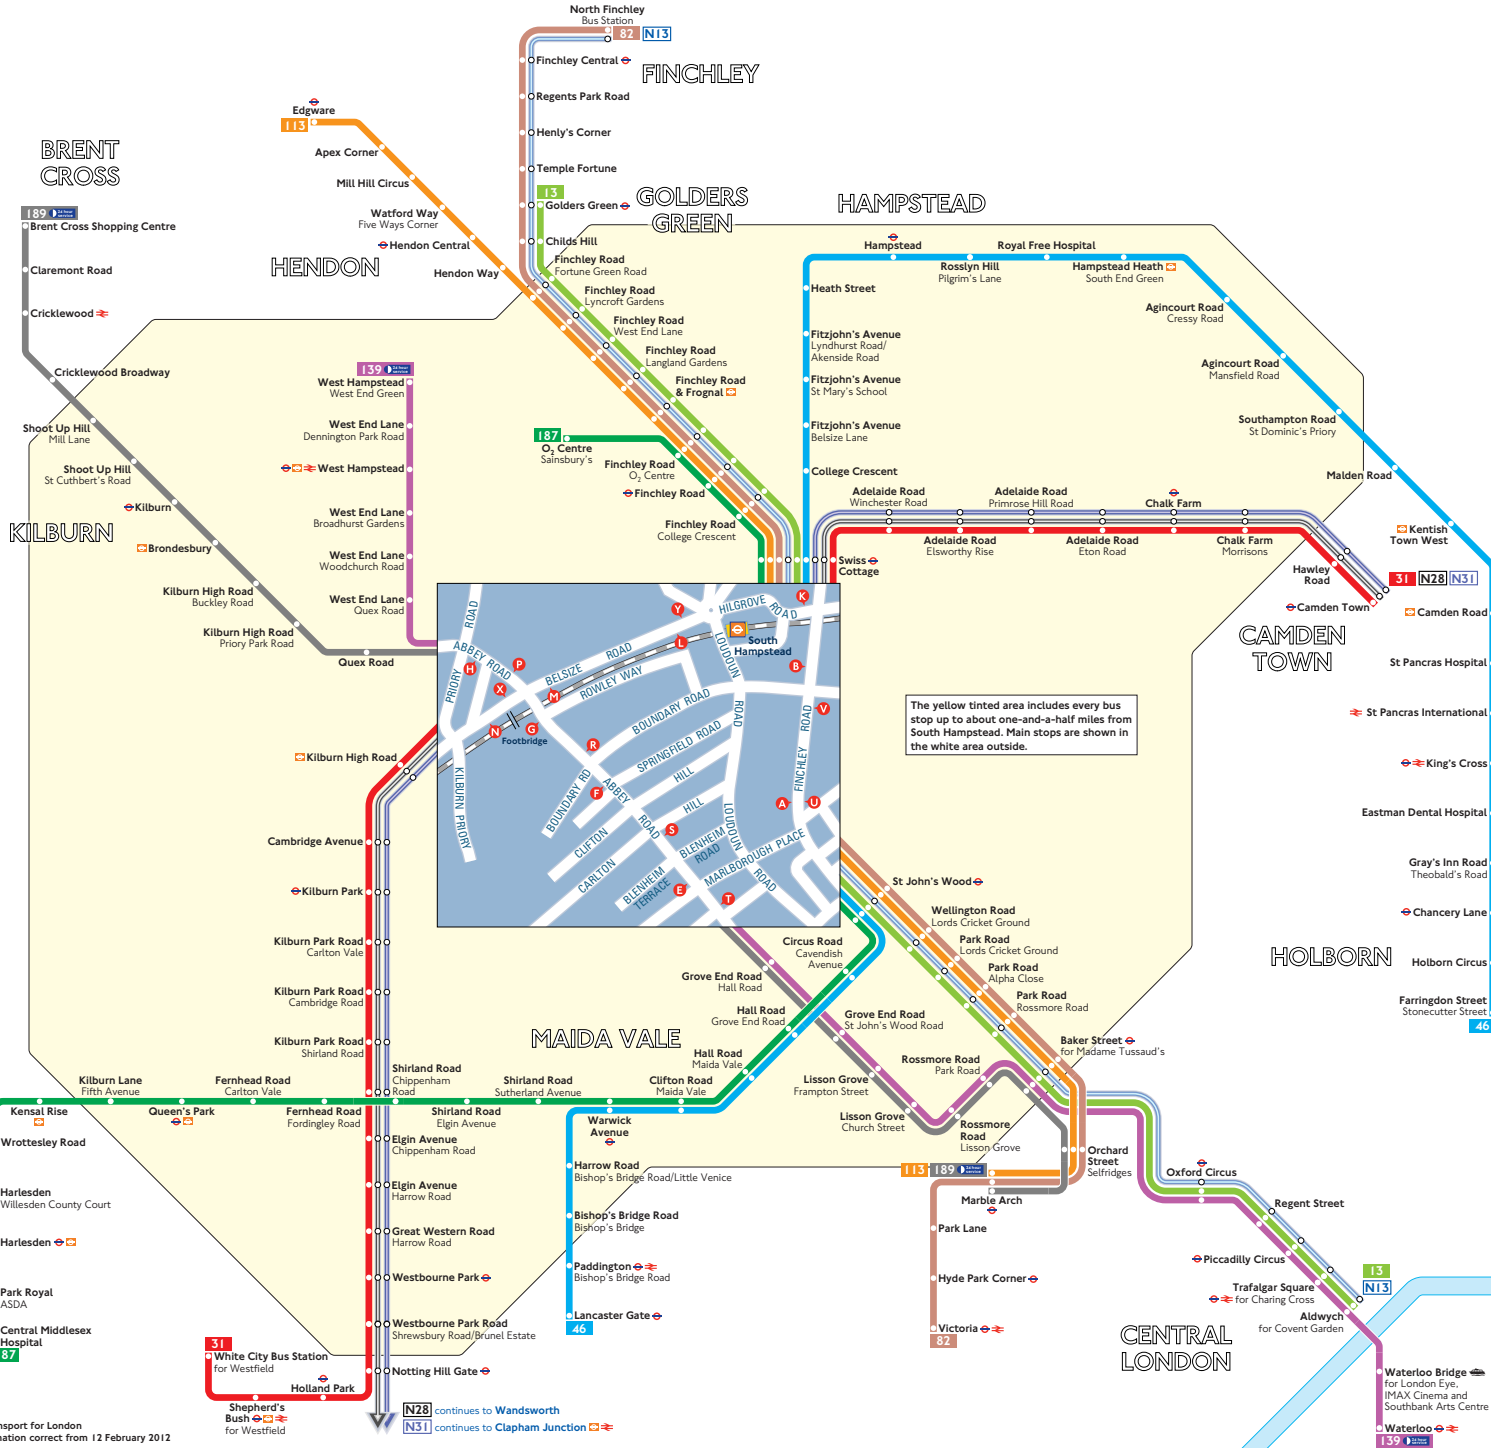 North Finchley
Bus Station
82 N13
Finchley Central
FINCHLEY
Regents Park Road
Henly's Corner
Temple Fortune
Edgware
113
Apex Corner
Mill Hill Circus
Watford Way
Five Ways Corner
Hendon Central
Hendon Way
HENDON
BRENT
CROSS
189 24 hour service
Brent Cross Shopping Centre
Claremont Road
Cricklewood
Cricklewood Broadway
Shoot Up Hill
Mill Lane
Shoot Up Hill
St Cuthbert's Road
Kilburn
KILBURN
Brondesbury
Kilburn High Road
Buckley Road
Kilburn High Road
Priory Park Road
Quex Road
13
Golders Green
GOLDERS
GREEN
Childs Hill
Finchley Road
Fortune Green Road
Finchley Road
Lyncroft Gardens
Finchley Road
West End Lane
Finchley Road
Langland Gardens
Finchley Road
& Frognal
139 24 hour service
West Hampstead
West End Green
West End Lane
Dennington Park Road
West Hampstead
West End Lane
Broadhurst Gardens
West End Lane
Woodchurch Road
West End Lane
Quex Road
187
O2 Centre
Sainsbury's
Finchley Road
O2 Centre
Finchley Road
Finchley Road
College Crescent
HAMPSTEAD
Hampstead
Royal Free Hospital
Rosslyn Hill
Pilgrim's Lane
Hampstead Heath
South End Green
Heath Street
Fitzjohn's Avenue
Lyndhurst Road/
Akenside Road
Fitzjohn's Avenue
St Mary's School
Fitzjohn's Avenue
Belsize Lane
College Crescent
Agincourt Road
Cressy Road
Agincourt Road
Mansfield Road
Southampton Road
St Dominic's Priory
Malden Road
Kentish
Town West
Adelaide Road
Winchester Road
Adelaide Road
Primrose Hill Road
Chalk Farm
Adelaide Road
Elsworthy Rise
Adelaide Road
Eton Road
Chalk Farm
Morrisons
Swiss
Cottage
Hawley
Road
31 N28 N31
Camden Town
CAMDEN
TOWN
Camden Road
St Pancras Hospital
St Pancras International
King's Cross
Eastman Dental Hospital
Gray's Inn Road
Theobald's Road
Chancery Lane
HOLBORN
Holborn Circus
Farringdon Street
Stonecutter Street
46
The yellow tinted area includes every bus
stop up to about one-and-a-half miles from
South Hampstead. Main stops are shown in
the white area outside.
PRIORY
ROAD
ABBEY ROAD
BELSIZE
ROAD
ROWLEY WAY
HILGROVE
ROAD
LOUDOUN
ROAD
South
Hampstead
Footbridge
BOUNDARY ROAD
SPRINGFIELD ROAD
BOUNDARY RD
ABBEY
ROAD
CLIFTON
HILL
CARLTON
HILL
BLENHEIM
TERRACE
BLENHEIM
ROAD
LOUDOUN
ROAD
MARLBOROUGH PLACE
FINCHLEY
ROAD
KILBURN PRIORY
Y
K
L
H
P
X
M
B
N
G
R
V
F
A
U
S
E
T
Kilburn High Road
Cambridge Avenue
Kilburn Park
Kilburn Park Road
Carlton Vale
Kilburn Park Road
Cambridge Road
Kilburn Park Road
Shirland Road
Shirland Road
Chippenham
Road
Kilburn Lane
Fifth Avenue
Fernhead Road
Carlton Vale
Shirland Road
Sutherland Avenue
Clifton Road
Maida Vale
Kensal Rise
Queen's Park
Fernhead Road
Fordingley Road
Shirland Road
Elgin Avenue
Wrottesley Road
Harlesden
Willesden County Court
Harlesden
Park Royal
ASDA
Central Middlesex
Hospital
87
MAIDA VALE
Circus Road
Cavendish
Avenue
Grove End Road
Hall Road
Hall Road
Grove End Road
Hall Road
Maida Vale
Grove End Road
St John's Wood Road
St John's Wood
Wellington Road
Lords Cricket Ground
Park Road
Lords Cricket Ground
Park Road
Alpha Close
Park Road
Rossmore Road
Baker Street
for Madame Tussaud's
Rossmore Road
Park Road
Lisson Grove
Frampton Street
Lisson Grove
Church Street
Rossmore
Road
Lisson Grove
Warwick
Avenue
Harrow Road
Bishop's Bridge Road/Little Venice
Bishop's Bridge Road
Bishop's Bridge
Paddington
Bishop's Bridge Road
Lancaster Gate
46
Elgin Avenue
Chippenham Road
Elgin Avenue
Harrow Road
Great Western Road
Harrow Road
Westbourne Park
Westbourne Park Road
Shrewsbury Road/Brunel Estate
Notting Hill Gate
31
White City Bus Station
for Westfield
Holland Park
Shepherd's
Bush
for Westfield
N28 continues to Wandsworth
N31 continues to Clapham Junction
113 189 24 hour service
Marble Arch
Orchard
Street
Selfridges
Park Lane
Hyde Park Corner
Victoria
82
Oxford Circus
Regent Street
Piccadilly Circus
Trafalgar Square
for Charing Cross
13
N13
Aldwych
for Covent Garden
CENTRAL
LONDON
Waterloo Bridge
for London Eye,
IMAX Cinema and
Southbank Arts Centre
Waterloo
139 24 hour service
nsport for London
mation correct from 12 February 2012